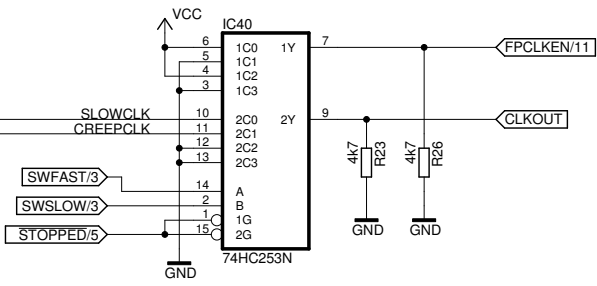 VCC
IC40
6 1C0 1Y 7 FPCLKEN/11
5 1C1
4 1C2
3 1C3
SLOWCLK 10 2C0 2Y 9 CLKOUT
CREEPCLK 11 2C1
12 2C2
13 2C3
4k7 R23 4k7 R26
SWFAST/3 14 A
SWSLOW/3 2 B
1 1G
STOPPED/5 15 2G
GND GND
74HC253N
GND